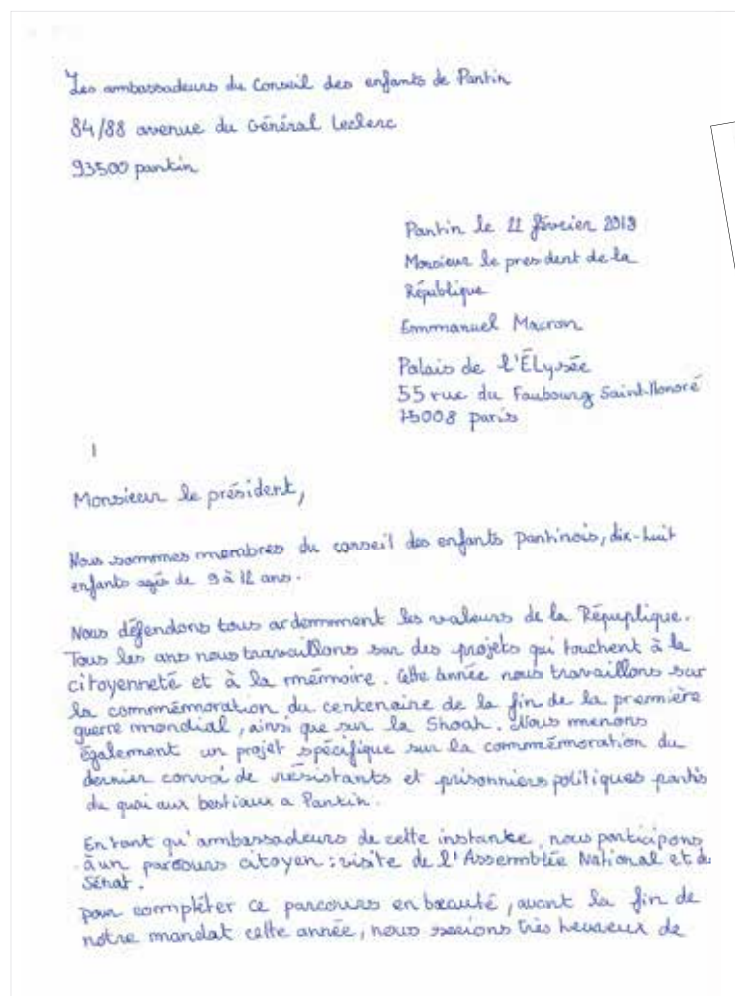 Les ambassadeurs du Conseil des enfants de Pantin
84/88 avenue du Général Leclerc
93500 pantin
Pantin le 22 février 2018
Monsieur le president de la
République
Emmanuel Macron
Palais de l'Élysée
55 rue du Faubourg Saint-Honoré
75008 paris
Monsieur le président,
Nous sommes membres du conseil des enfants pantinois, dix-huit
enfants agés de 9 à 12 ans.
Nous défendons tous ardemment les valeurs de la Répuplique.
Tous les ans nous travaillons sur des projets qui touchent à la
citoyenneté et à la mémoire. Cette année nous travaillons sur
la commémoration du centenaire de la fin de la première
guerre mondial, ainsi que sur la Shoah. Nous menons
également un projet spécifique sur la commémoration du
dernier convoi de résistants et prisonniers politiques partis
du quai aux bestiaux a Pantin.
En tant qu'ambassadeurs de cette instance, nous participons
à un parcours citoyen : visite de l'Assemblée National et du
Sénat.
pour compléter ce parcours en beauté, avant la fin de
notre mandat cette année, nous serions très heureux de